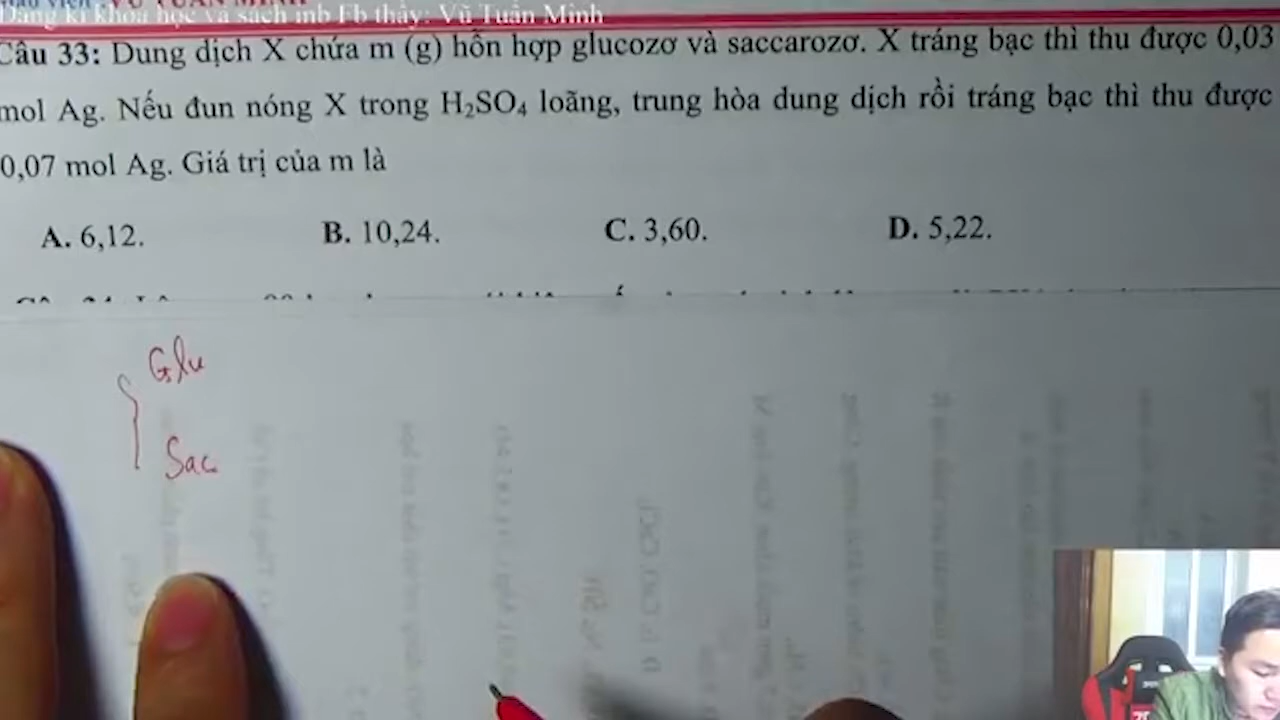 Đăng kí khoá học và sách inb Fb thầy: Vũ Tuấn Minh
Câu 33: Dung dịch X chứa m (g) hỗn hợp glucozơ và saccarozơ. X tráng bạc thì thu được 0,03
mol Ag. Nếu đun nóng X trong H₂SO₄ loãng, trung hòa dung dịch rồi tráng bạc thì thu được
0,07 mol Ag. Giá trị của m là
A. 6,12. B. 10,24. C. 3,60. D. 5,22.
Glu
Sac